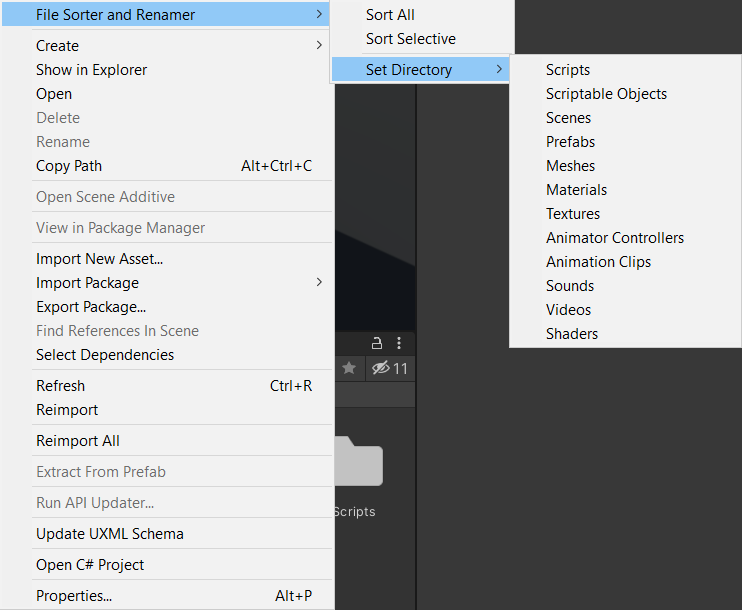 File Sorter and Renamer
Create
Show in Explorer
Open
Delete
Rename
Copy Path Alt+Ctrl+C
Open Scene Additive
View in Package Manager
Import New Asset...
Import Package
Export Package...
Find References In Scene
Select Dependencies
Refresh Ctrl+R
Reimport
Reimport All
Extract From Prefab
Run API Updater...
Update UXML Schema
Open C# Project
Properties... Alt+P
Sort All
Sort Selective
Set Directory
Scripts
Scriptable Objects
Scenes
Prefabs
Meshes
Materials
Textures
Animator Controllers
Animation Clips
Sounds
Videos
Shaders
11
Scripts